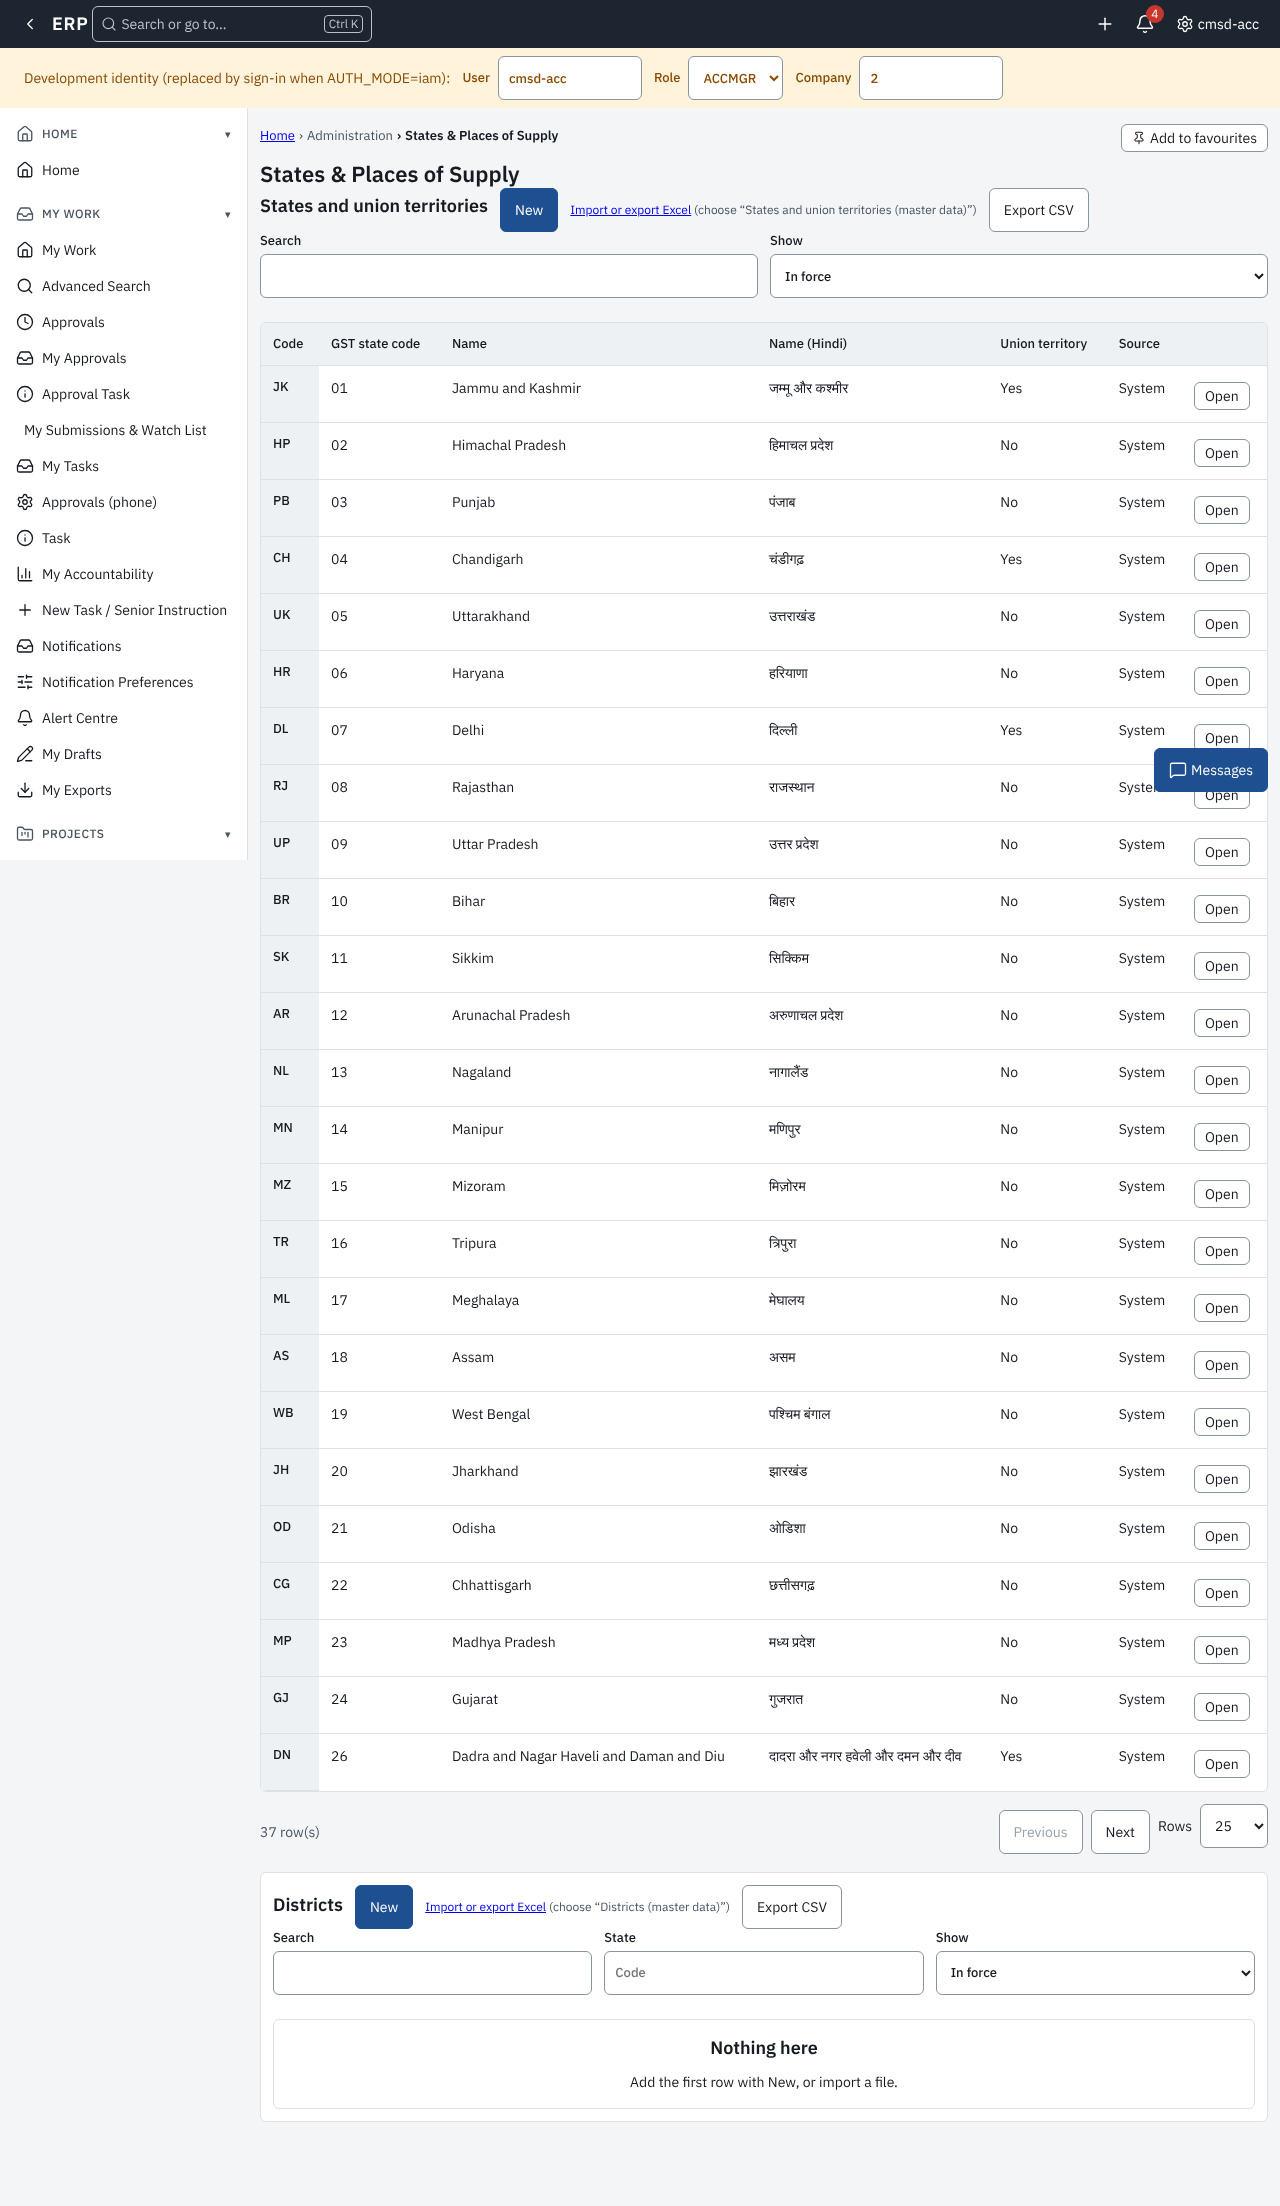 ERP Search or go to... Ctrl K 4 cmsd-acc
Development identity (replaced by sign-in when AUTH_MODE=iam): User cmsd-acc Role ACCMGR Company 2
HOME
Home
MY WORK
My Work
Advanced Search
Approvals
My Approvals
Approval Task
My Submissions & Watch List
My Tasks
Approvals (phone)
Task
My Accountability
New Task / Senior Instruction
Notifications
Notification Preferences
Alert Centre
My Drafts
My Exports
PROJECTS
Home › Administration › States & Places of Supply Add to favourites
States & Places of Supply
States and union territories New Import or export Excel (choose “States and union territories (master data)”) Export CSV
Search Show
In force
Code GST state code Name Name (Hindi) Union territory Source
JK 01 Jammu and Kashmir जम्मू और कश्मीर Yes System Open
HP 02 Himachal Pradesh हिमाचल प्रदेश No System Open
PB 03 Punjab पंजाब No System Open
CH 04 Chandigarh चंडीगढ़ Yes System Open
UK 05 Uttarakhand उत्तराखंड No System Open
HR 06 Haryana हरियाणा No System Open
DL 07 Delhi दिल्ली Yes System Open
Messages
RJ 08 Rajasthan राजस्थान No System Open
UP 09 Uttar Pradesh उत्तर प्रदेश No System Open
BR 10 Bihar बिहार No System Open
SK 11 Sikkim सिक्किम No System Open
AR 12 Arunachal Pradesh अरुणाचल प्रदेश No System Open
NL 13 Nagaland नागालैंड No System Open
MN 14 Manipur मणिपुर No System Open
MZ 15 Mizoram मिज़ोरम No System Open
TR 16 Tripura त्रिपुरा No System Open
ML 17 Meghalaya मेघालय No System Open
AS 18 Assam असम No System Open
WB 19 West Bengal पश्चिम बंगाल No System Open
JH 20 Jharkhand झारखंड No System Open
OD 21 Odisha ओडिशा No System Open
CG 22 Chhattisgarh छत्तीसगढ़ No System Open
MP 23 Madhya Pradesh मध्य प्रदेश No System Open
GJ 24 Gujarat गुजरात No System Open
DN 26 Dadra and Nagar Haveli and Daman and Diu दादरा और नगर हवेली और दमन और दीव Yes System Open
37 row(s) Previous Next Rows 25
Districts New Import or export Excel (choose “Districts (master data)”) Export CSV
Search State Show
Code In force
Nothing here
Add the first row with New, or import a file.